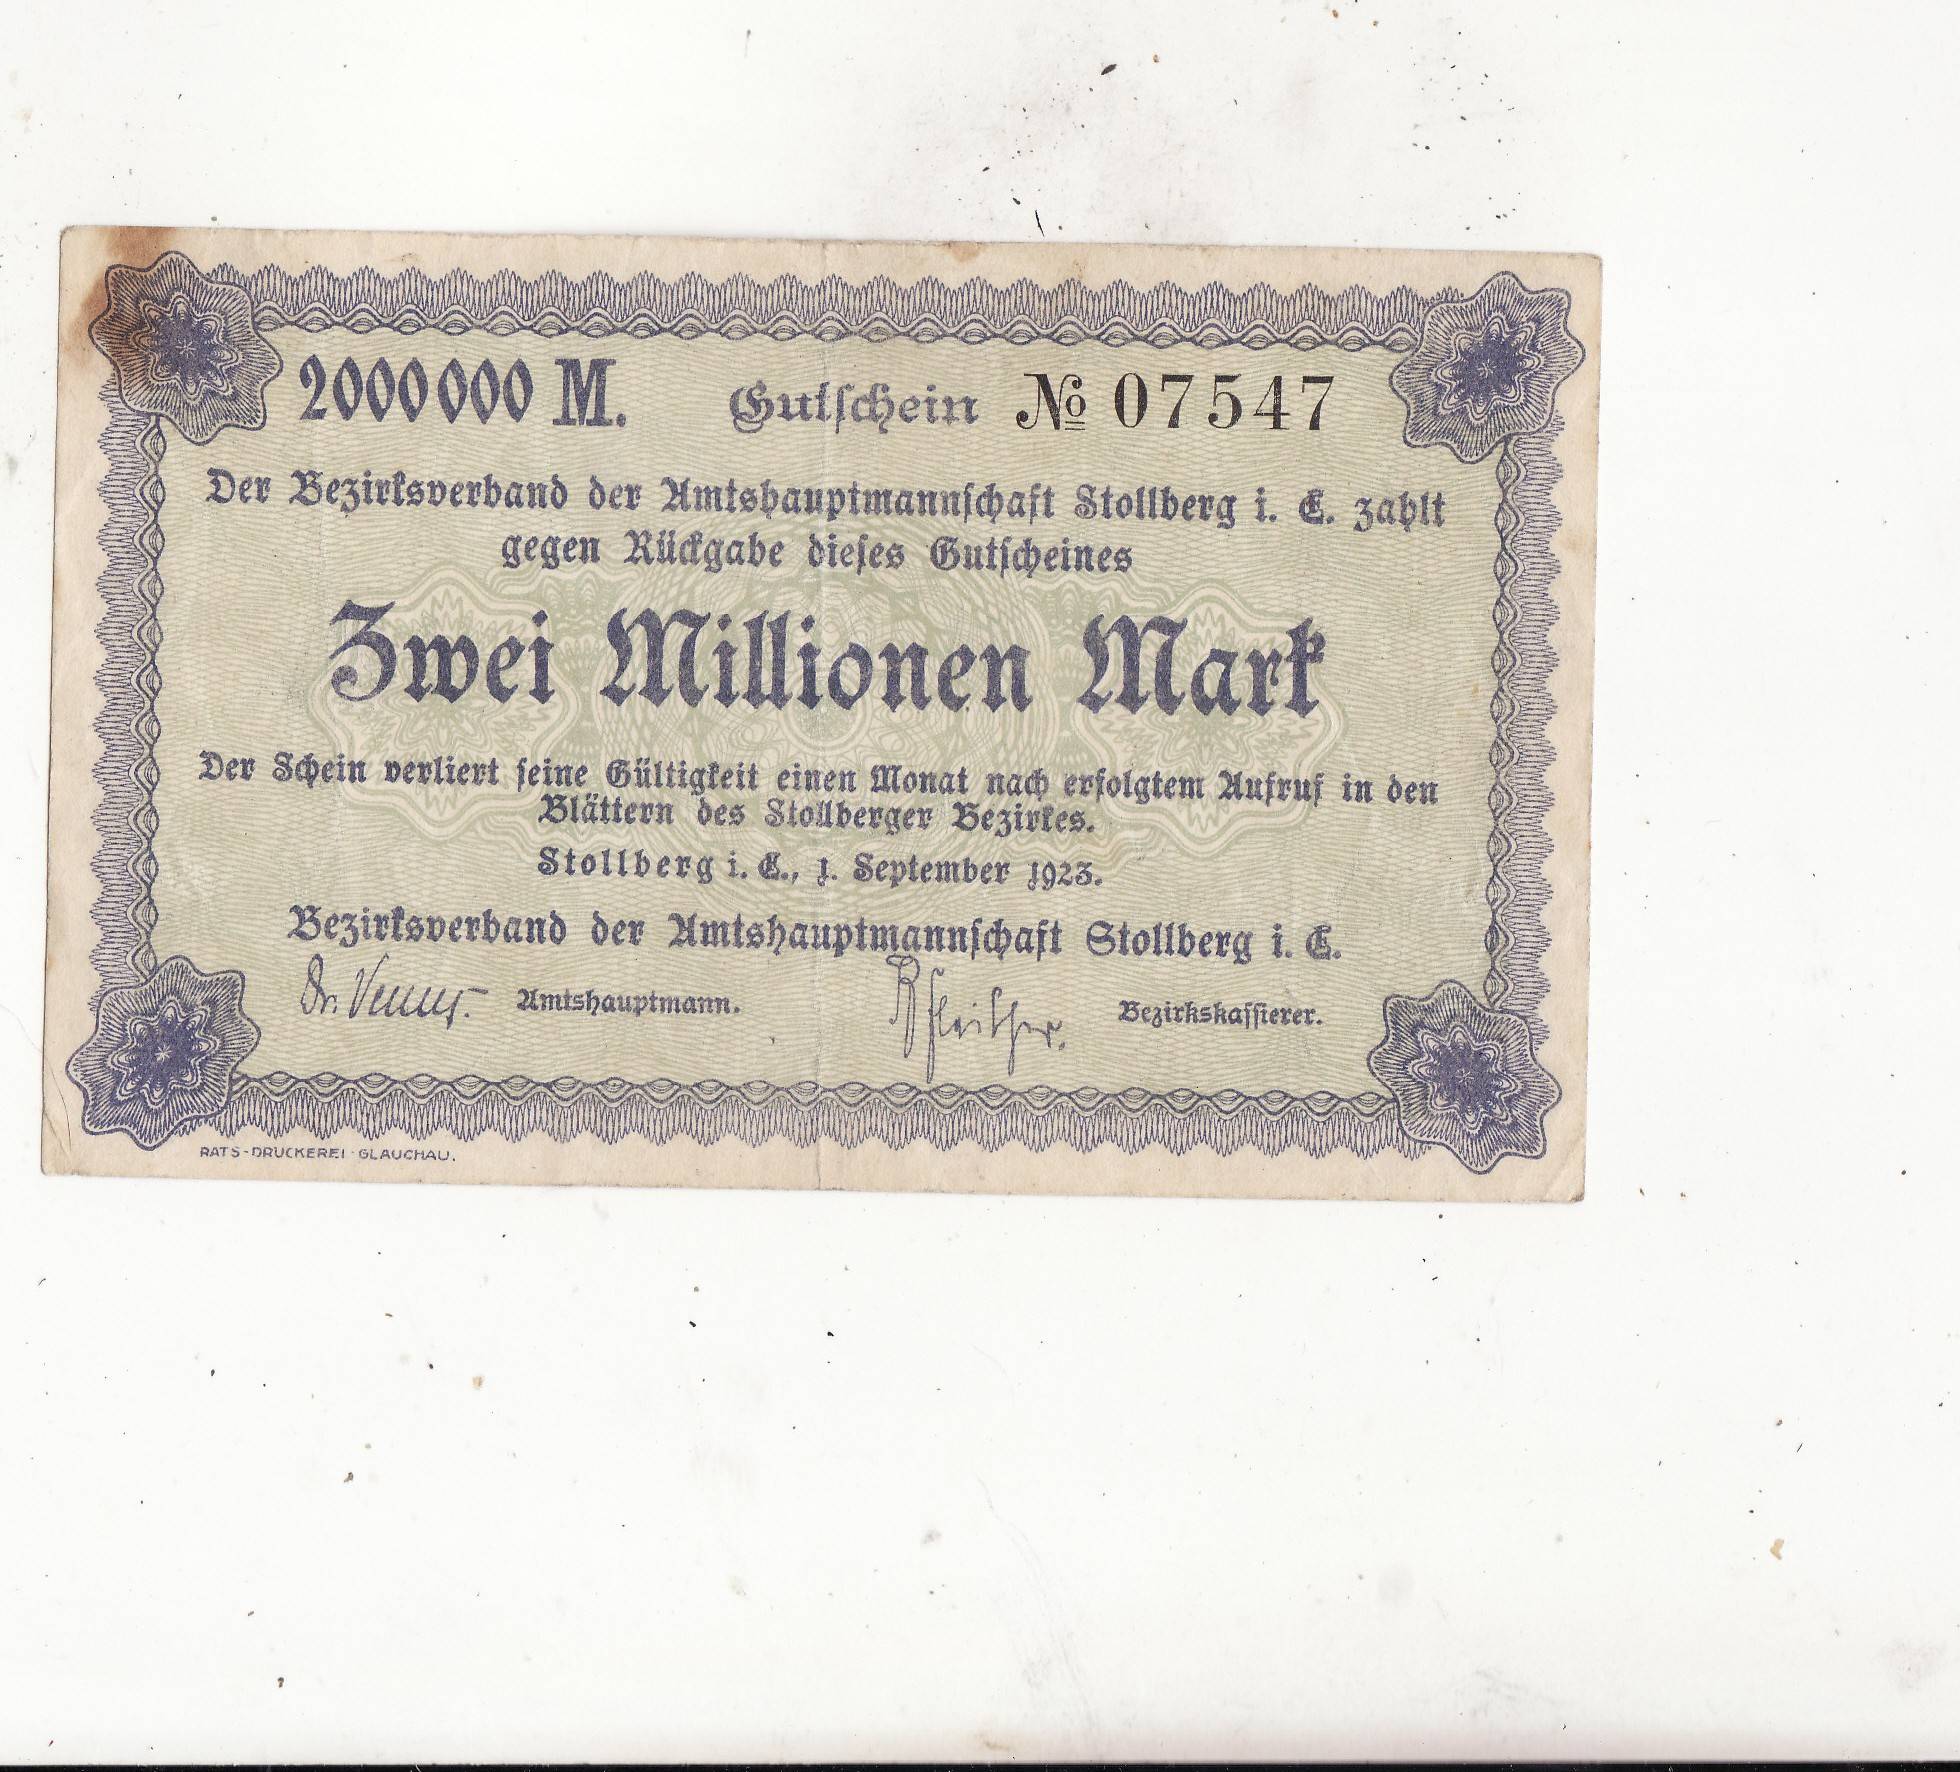 2000000 M. Gutschein № 07547
Der Bezirksverband der Amtshauptmannschaft Stollberg i. E. zahlt
gegen Rückgabe dieses Gutscheines
Zwei Millionen Mark
Der Schein verliert seine Gültigkeit einen Monat nach erfolgtem Aufruf in den
Blättern des Stollberger Bezirkes.
Stollberg i. E., 1. September 1923.
Bezirksverband der Amtshauptmannschaft Stollberg i. E.
Dr. Amtshauptmann. Bezirkskassierer.
RATS-DRUCKEREI·GLAUCHAU.